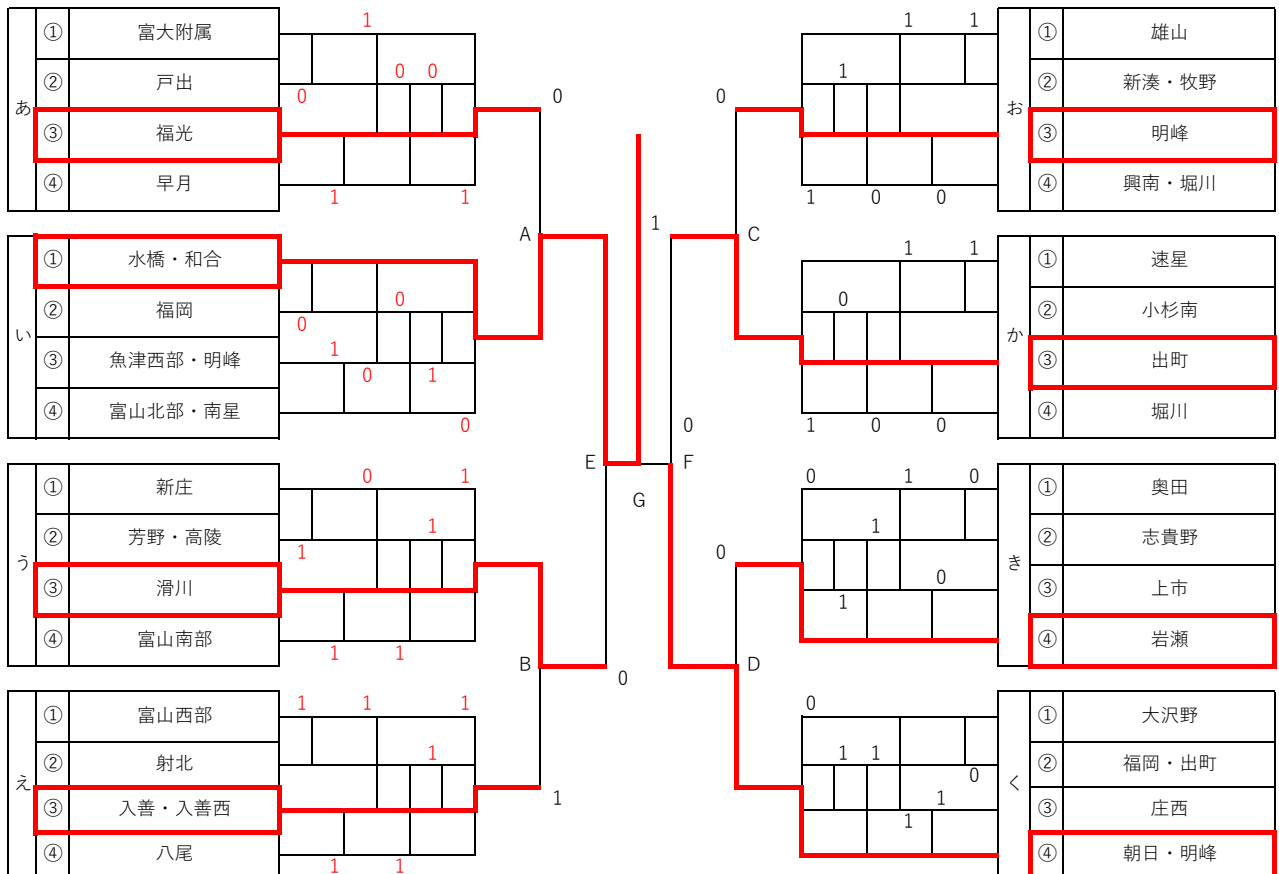 1
① 富大附属
② 戸出
0 0
0
あ
③ 福光
④ 早月
1 1
0
A
① 水橋・和合
② 福岡
0
0
い
1
③ 魚津西部・明峰
0 1
④ 富山北部・南星
0
0 1
① 新庄
② 芳野・高陵
1
1
う
③ 滑川
④ 富山南部
1 1
B
1 1 1
① 富山西部
② 射北
1
え
③ 入善・入善西
④ 八尾
1 1
1
0
E
1
G
F
0
1 1
① 雄山
1
② 新湊・牧野
お
③ 明峰
④ 興南・堀川
1 0 0
0
C
1 1
① 速星
0
② 小杉南
か
③ 出町
④ 堀川
1 0 0
0 1 0
① 奥田
1
② 志貴野
き
0
③ 上市
1
④ 岩瀬
0
D
0
① 大沢野
1 1
② 福岡・出町
0
く
1
③ 庄西
1
④ 朝日・明峰